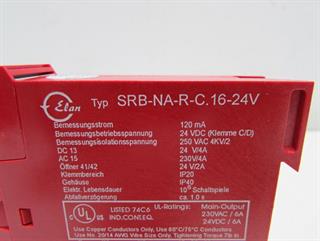 Elan
Typ SRB-NA-R-C.16-24V
Bemessungsstrom 120 mA
Bemessungsbetriebsspannung 24 VDC (Klemme C/D)
Bemessungsisolationsspannung 250 VAC 4KV/2
DC 13 24 V/4A
AC 15 230V/4A
Öffner 41/42 24 V/2A
Klemmbereich IP20
Gehäuse IP40
Elektr. Lebensdauer 10⁵ Schaltspiele
Abfallverzögerung ca. 1,0 s
LISTED 74C6 UL-Ratings: Main-Output
IND.CONT.EQ. 230VAC / 6A
24VDC / 6A
Use Copper Conductors Only, Use 60°C/75°C Conductors
Use No. 20/14 AWG Wire Size Only, Tightening Torque 7lb in